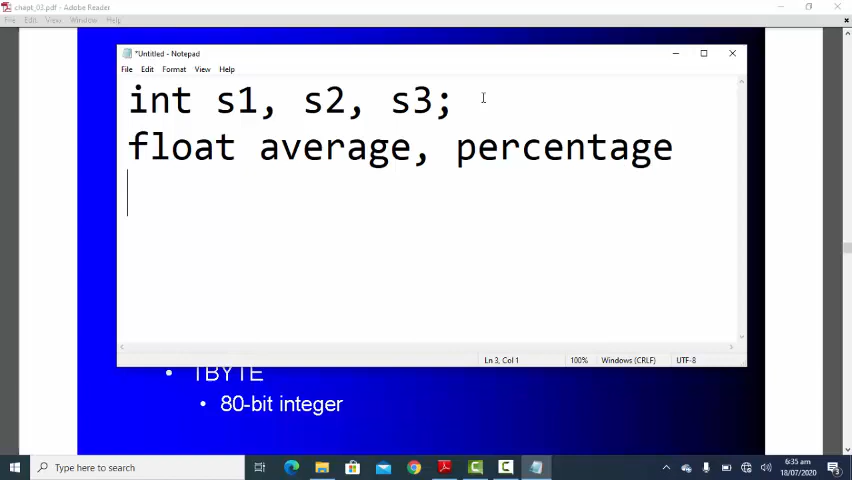 chapt_03.pdf - Adobe Reader
File Edit View Window Help
*Untitled - Notepad
File Edit Format View Help
int s1, s2, s3;
float average, percentage
Ln 3, Col 1 100% Windows (CRLF) UTF-8
• TBYTE
• 80-bit integer
Type here to search
6:35 am
18/07/2020
3